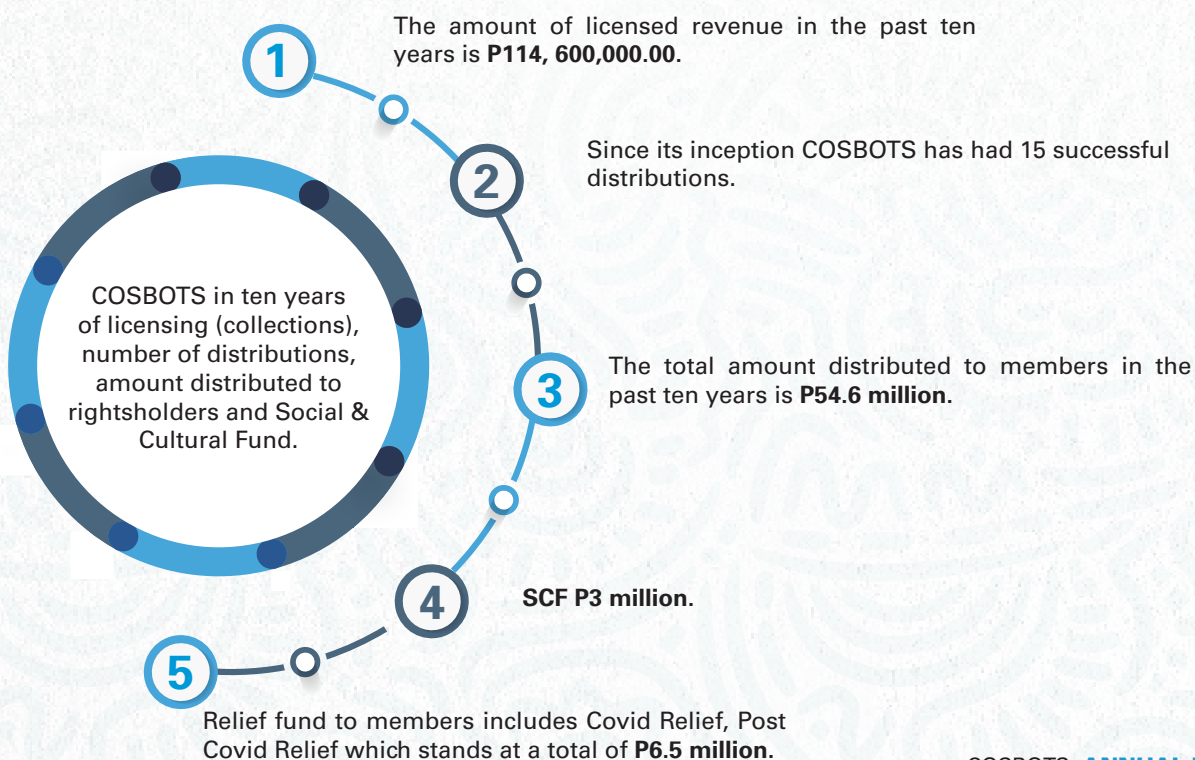 1
The amount of licensed revenue in the past ten
years is P114, 600,000.00.
2
Since its inception COSBOTS has had 15 successful
distributions.
COSBOTS in ten years
of licensing (collections),
number of distributions,
amount distributed to
rightsholders and Social &
Cultural Fund.
3
The total amount distributed to members in the
past ten years is P54.6 million.
4
SCF P3 million.
5
Relief fund to members includes Covid Relief, Post
Covid Relief which stands at a total of P6.5 million.
COSBOTS ANNUAL